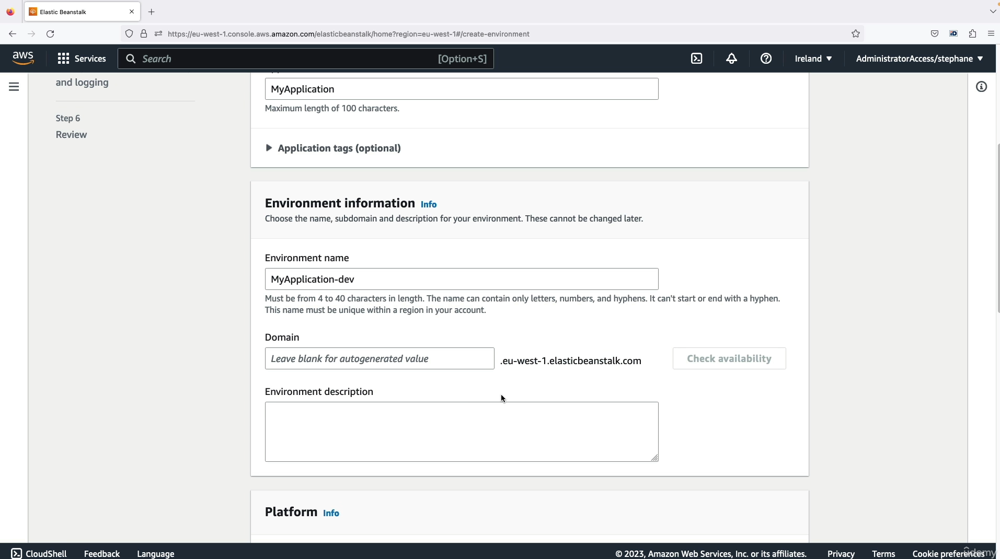 Elastic Beanstalk
https://eu-west-1.console.aws.amazon.com/elasticbeanstalk/home?region=eu-west-1#/create-environment
aws
Services
Search
[Option+S]
Ireland
AdministratorAccess/stephane
and logging
Step 6
Review
MyApplication
Maximum length of 100 characters.
Application tags (optional)
Environment information Info
Choose the name, subdomain and description for your environment. These cannot be changed later.
Environment name
MyApplication-dev
Must be from 4 to 40 characters in length. The name can contain only letters, numbers, and hyphens. It can't start or end with a hyphen.
This name must be unique within a region in your account.
Domain
Leave blank for autogenerated value
.eu-west-1.elasticbeanstalk.com
Check availability
Environment description
Platform Info
CloudShell
Feedback
Language
© 2023, Amazon Web Services, Inc. or its affiliates.
Privacy
Terms
Cookie preferences
ûdemy